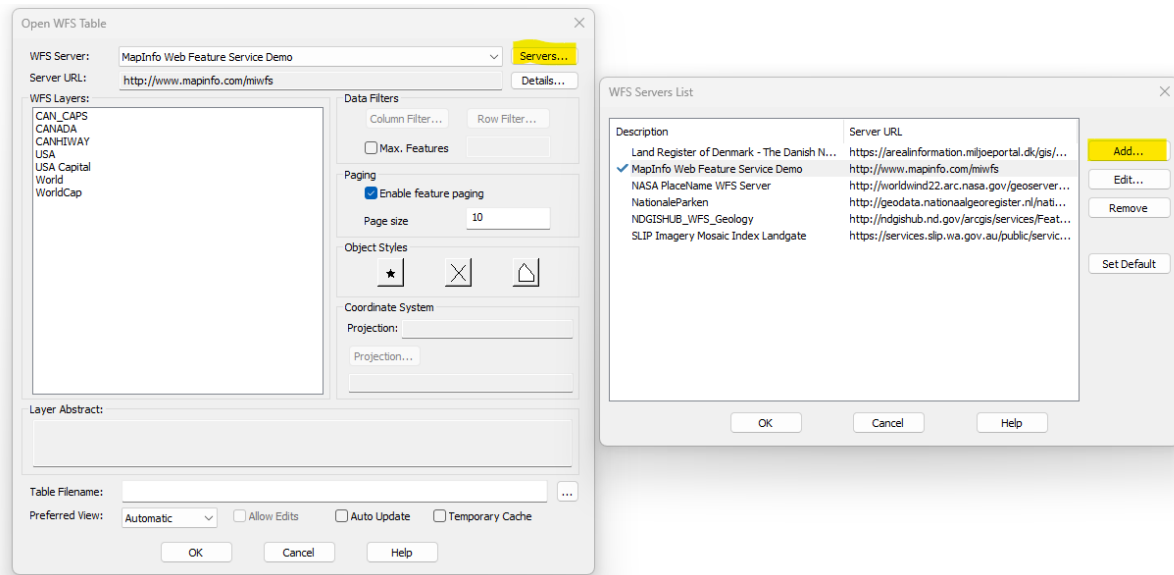 Open WFS Table
WFS Server:
MapInfo Web Feature Service Demo
Servers...
Server URL:
http://www.mapinfo.com/miwfs
Details...
WFS Layers:
CAN_CAPS
CANADA
CANHIWAY
USA
USA Capital
World
WorldCap
Data Filters
Column Filter...
Row Filter...
Max. Features
Paging
Enable feature paging
Page size
10
Object Styles
Coordinate System
Projection:
Projection...
Layer Abstract:
Table Filename:
...
Preferred View:
Automatic
Allow Edits
Auto Update
Temporary Cache
OK
Cancel
Help
WFS Servers List
Description
Server URL
Land Register of Denmark - The Danish N...
https://arealinformation.miljoeportal.dk/gis/...
MapInfo Web Feature Service Demo
http://www.mapinfo.com/miwfs
NASA PlaceName WFS Server
http://worldwind22.arc.nasa.gov/geoserver...
NationaleParken
http://geodata.nationaalgeoregister.nl/nati...
NDGISHUB_WFS_Geology
http://ndgishub.nd.gov/arcgis/services/Feat...
SLIP Imagery Mosaic Index Landgate
https://services.slip.wa.gov.au/public/servic...
Add...
Edit...
Remove
Set Default
OK
Cancel
Help